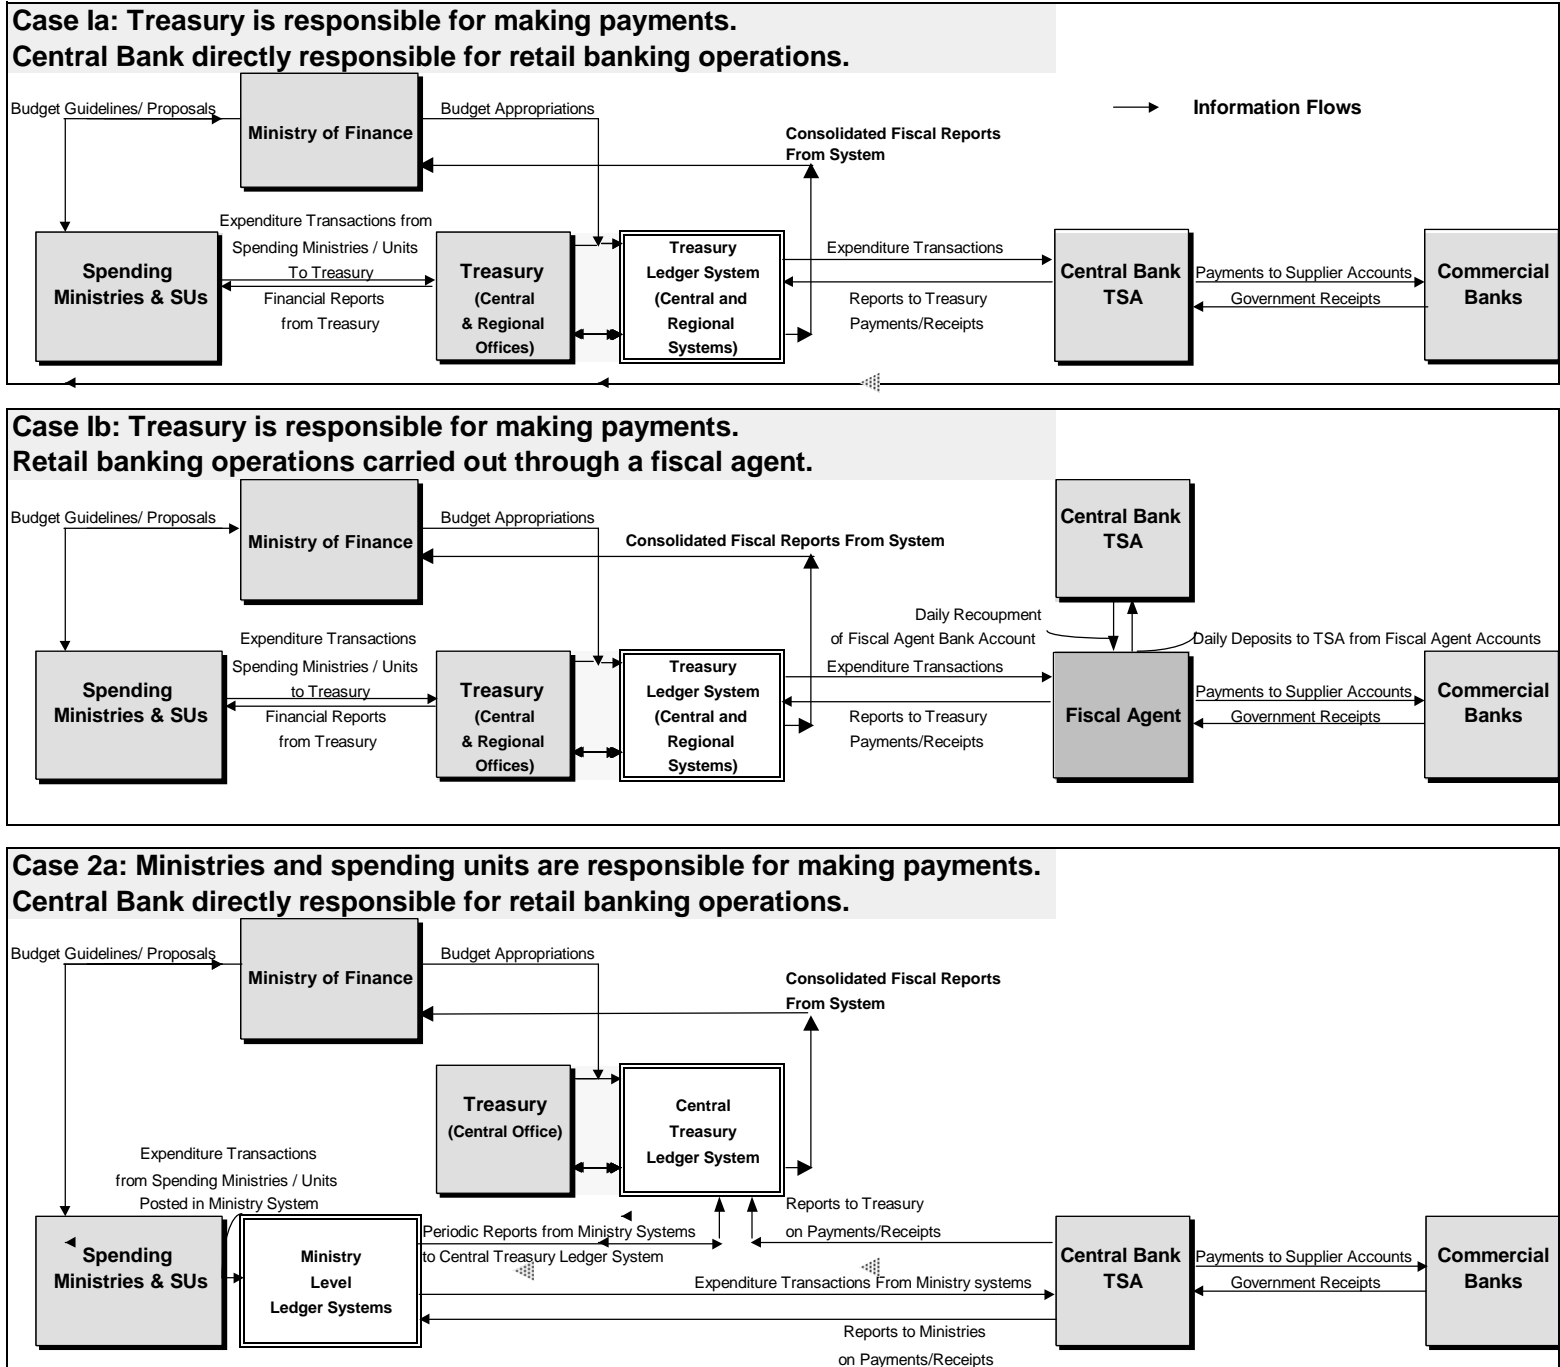 Case Ia: Treasury is responsible for making payments.
Central Bank directly responsible for retail banking operations.
Budget Guidelines/ Proposals
Ministry of Finance
Budget Appropriations
Information Flows
Consolidated Fiscal Reports
From System
Spending
Ministries & SUs
Expenditure Transactions from
Spending Ministries / Units
To Treasury
Financial Reports
from Treasury
Treasury
(Central
& Regional
Offices)
Treasury
Ledger System
(Central and
Regional
Systems)
Expenditure Transactions
Reports to Treasury
Payments/Receipts
Central Bank
TSA
Payments to Supplier Accounts
Government Receipts
Commercial
Banks
Case Ib: Treasury is responsible for making payments.
Retail banking operations carried out through a fiscal agent.
Budget Guidelines/ Proposals
Ministry of Finance
Budget Appropriations
Consolidated Fiscal Reports From System
Central Bank
TSA
Daily Recoupment
of Fiscal Agent Bank Account
Daily Deposits to TSA from Fiscal Agent Accounts
Spending
Ministries & SUs
Expenditure Transactions
Spending Ministries / Units
to Treasury
Financial Reports
from Treasury
Treasury
(Central
& Regional
Offices)
Treasury
Ledger System
(Central and
Regional
Systems)
Expenditure Transactions
Reports to Treasury
Payments/Receipts
Fiscal Agent
Payments to Supplier Accounts
Government Receipts
Commercial
Banks
Case 2a: Ministries and spending units are responsible for making payments.
Central Bank directly responsible for retail banking operations.
Budget Guidelines/ Proposals
Ministry of Finance
Budget Appropriations
Consolidated Fiscal Reports
From System
Treasury
(Central Office)
Central
Treasury
Ledger System
Expenditure Transactions
from Spending Ministries / Units
Posted in Ministry System
Spending
Ministries & SUs
Ministry
Level
Ledger Systems
Periodic Reports from Ministry Systems
to Central Treasury Ledger System
Reports to Treasury
on Payments/Receipts
Expenditure Transactions From Ministry systems
Reports to Ministries
on Payments/Receipts
Central Bank
TSA
Payments to Supplier Accounts
Government Receipts
Commercial
Banks